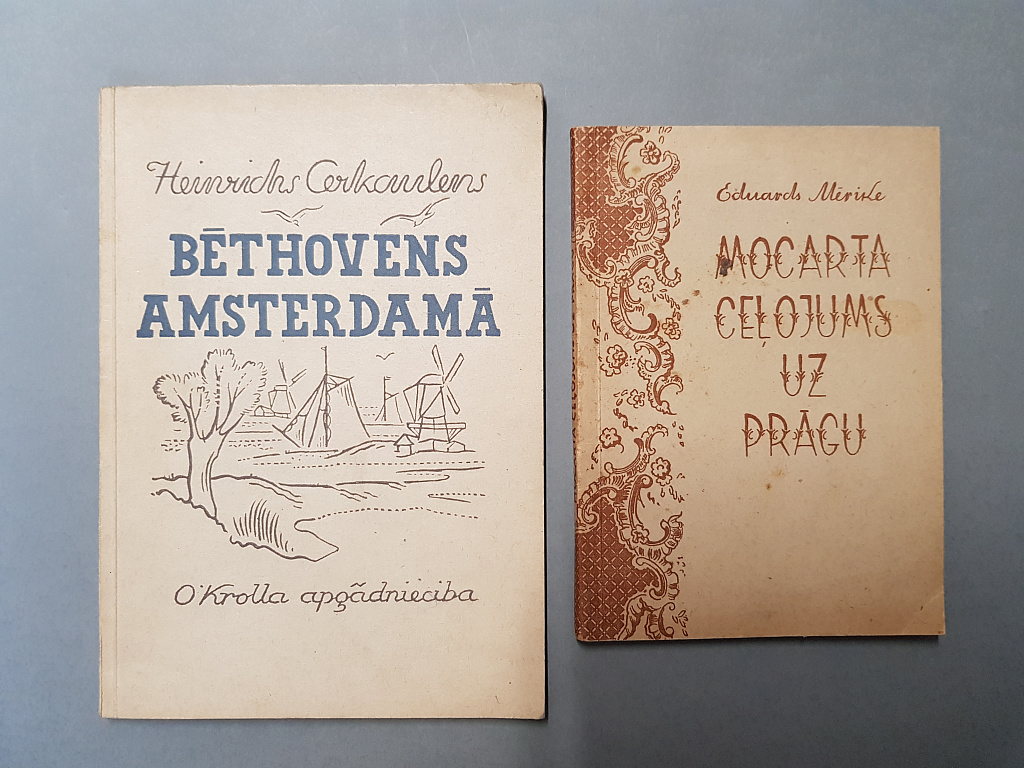 Heinrichs Cerkaulens
BĒTHOVENS
AMSTERDAMĀ
O'Krolla apgādniecība
Eduards Mērike
MOCARTA
CEĻOJUMS
UZ
PRĀGU